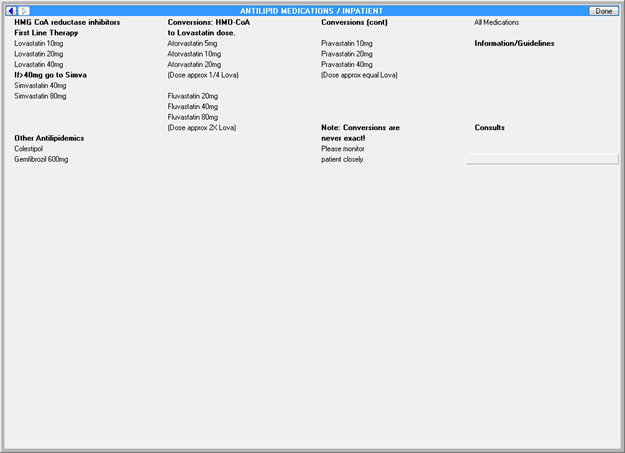 ANTILIPID MEDICATIONS / INPATIENT
Done
HMG CoA reductase inhibitors
First Line Therapy
Lovastatin 10mg
Lovastatin 20mg
Lovastatin 40mg
If>40mg go to Simva
Simvastatin 40mg
Simvastatin 80mg
Other Antilipidemics
Colestipol
Gemfibrozil 600mg
Conversions: HMO-CoA
to Lovastatin dose.
Atorvastatin 5mg
Atorvastatin 10mg
Atorvastatin 20mg
(Dose approx 1/4 Lova)
Fluvastatin 20mg
Fluvastatin 40mg
Fluvastatin 80mg
(Dose approx 2X Lova)
Conversions (cont)
Pravastatin 10mg
Pravastatin 20mg
Pravastatin 40mg
(Dose approx equal Lova)
Note: Conversions are
never exact!
Please monitor
patient closely.
All Medications
Information/Guidelines
Consults